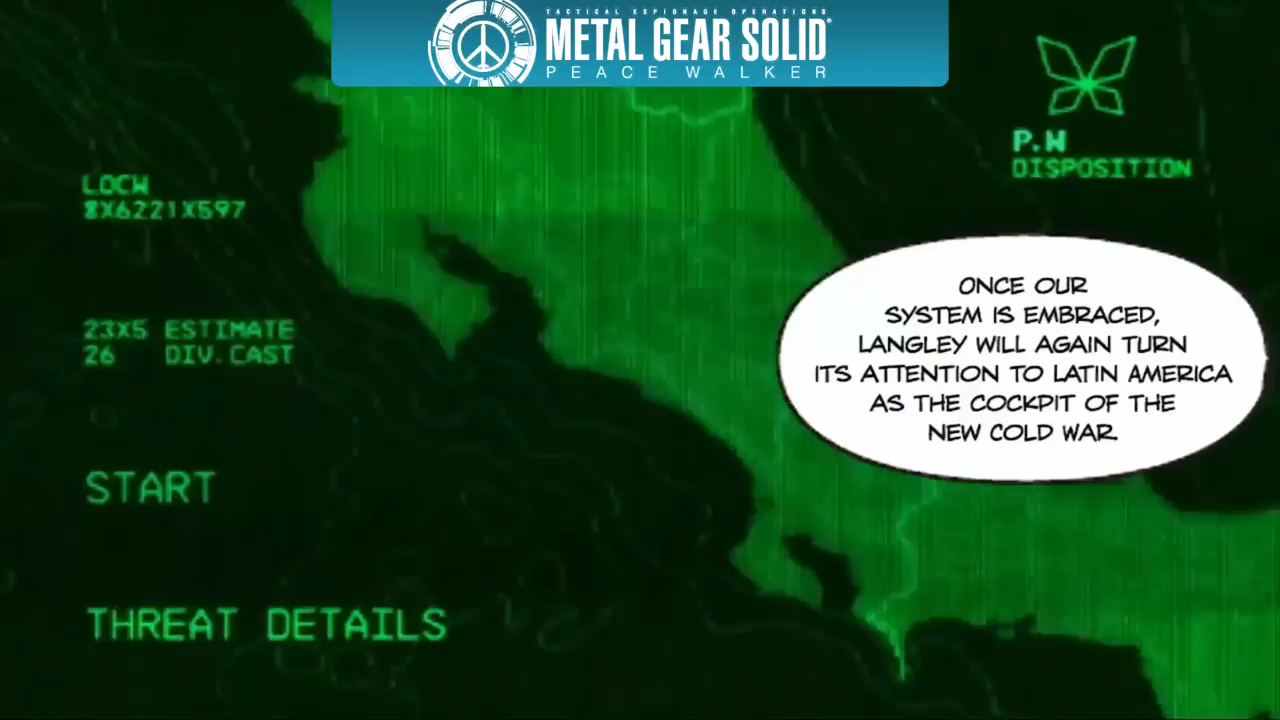 TACTICAL ESPIONAGE OPERATIONS
METAL GEAR SOLID
PEACE WALKER
P.W
DISPOSITION
LOCW
8X6221X597
23X5 ESTIMATE
26 DIV.CAST
START
THREAT DETAILS
ONCE OUR
SYSTEM IS EMBRACED,
LANGLEY WILL AGAIN TURN
ITS ATTENTION TO LATIN AMERICA
AS THE COCKPIT OF THE
NEW COLD WAR.